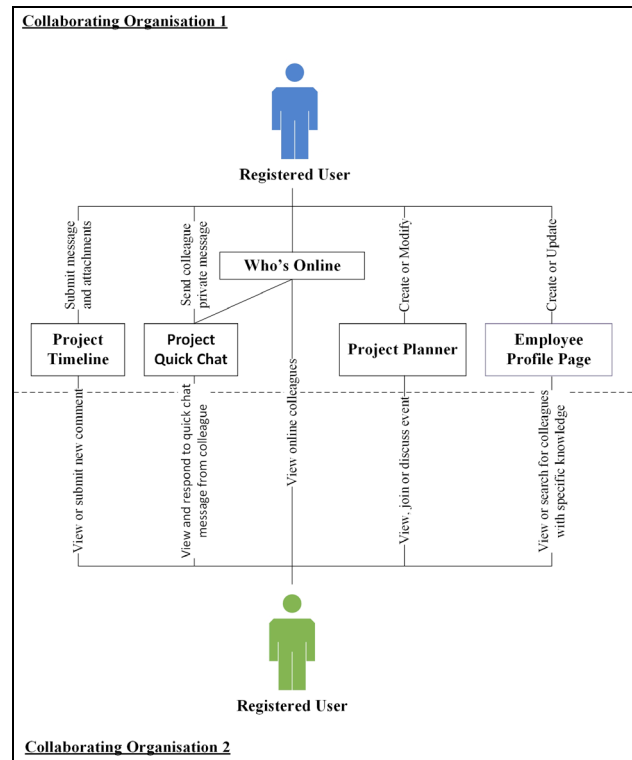 Collaborating Organisation 1
Registered User
Submit message
and attachments
Send colleague
private message
Who's Online
Create or Modify
Create or Update
Project
Timeline
Project
Quick Chat
Project Planner
Employee
Profile Page
View or submit new comment
View and respond to quick chat
message from colleague
View online colleagues
View, join or discuss event
View or search for colleagues
with specific knowledge
Registered User
Collaborating Organisation 2